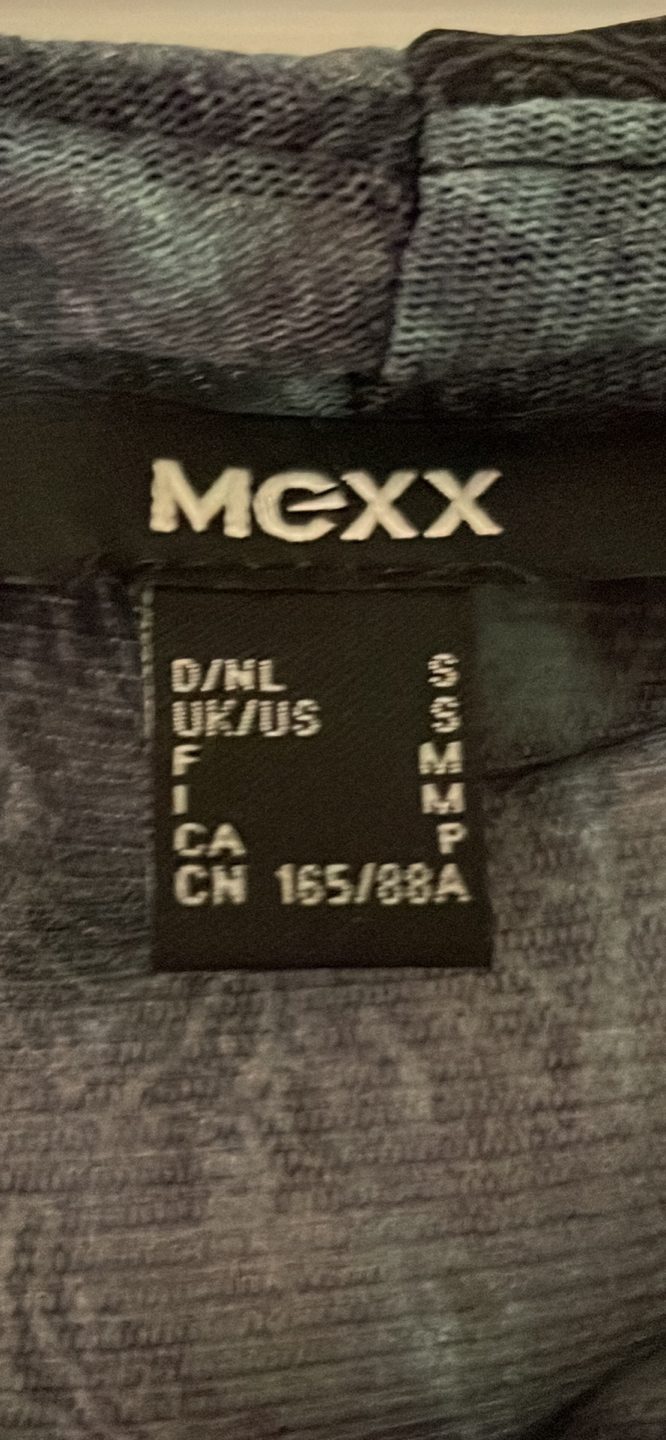 Mexx
D/NL S
UK/US S
F M
I M
CA P
CN 165/88A